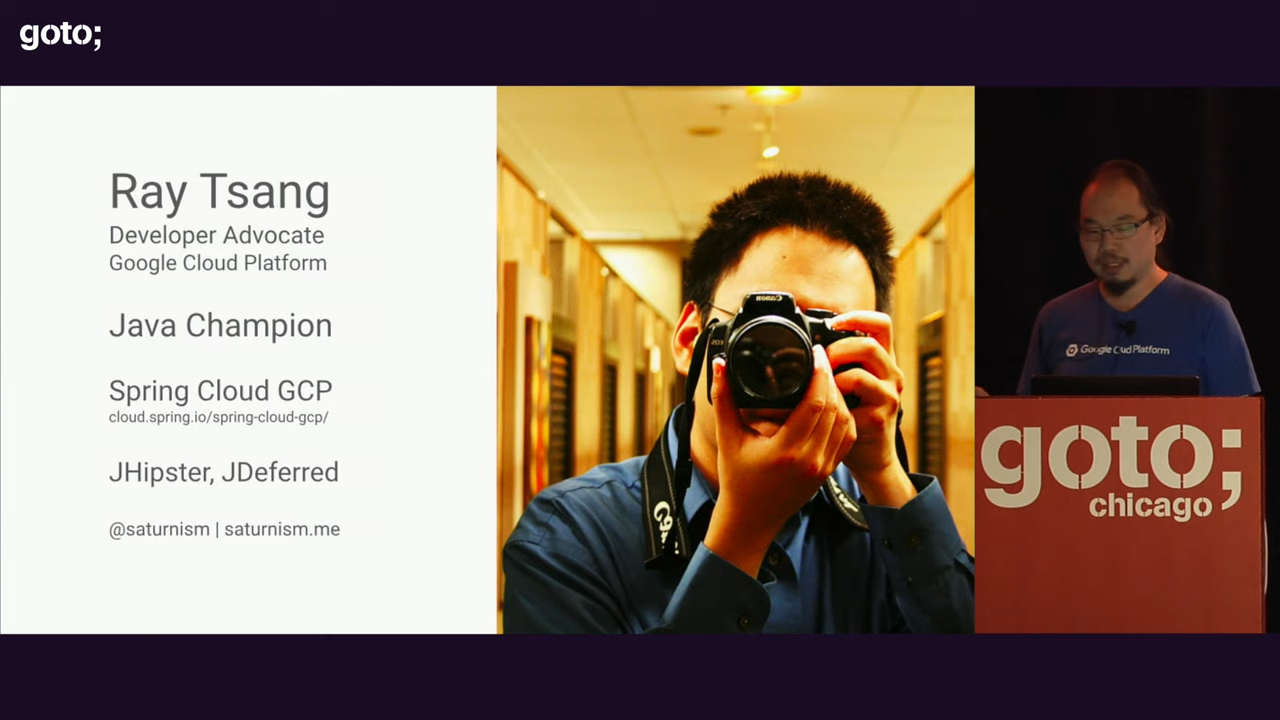 goto;
Ray Tsang
Developer Advocate
Google Cloud Platform
Java Champion
Spring Cloud GCP
cloud.spring.io/spring-cloud-gcp/
JHipster, JDeferred
@saturnism | saturnism.me
Canon
EOS
Google Cloud Platform
goto;
chicago